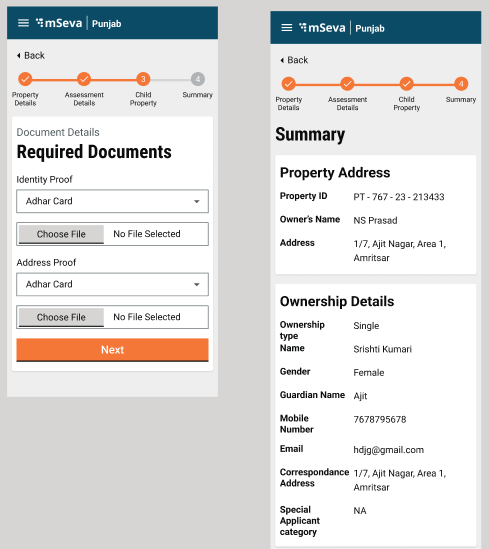 mSeva Punjab
Back
3 4
Property Details
Assessment Details
Child Property
Summary
Document Details
Required Documents
Identity Proof
Adhar Card
Choose File No File Selected
Address Proof
Adhar Card
Choose File No File Selected
Next
mSeva Punjab
Back
4
Property Details
Assessment Details
Child Property
Summary
Summary
Property Address
Property ID PT - 767 - 23 - 213433
Owner's Name NS Prasad
Address 1/7, Ajit Nagar, Area 1,
Amritsar
Ownership Details
Ownership type Single
Name Srishti Kumari
Gender Female
Guardian Name Ajit
Mobile Number 7678795678
Email hdjg@gmail.com
Correspondance Address 1/7, Ajit Nagar, Area 1,
Amritsar
Special Applicant category NA